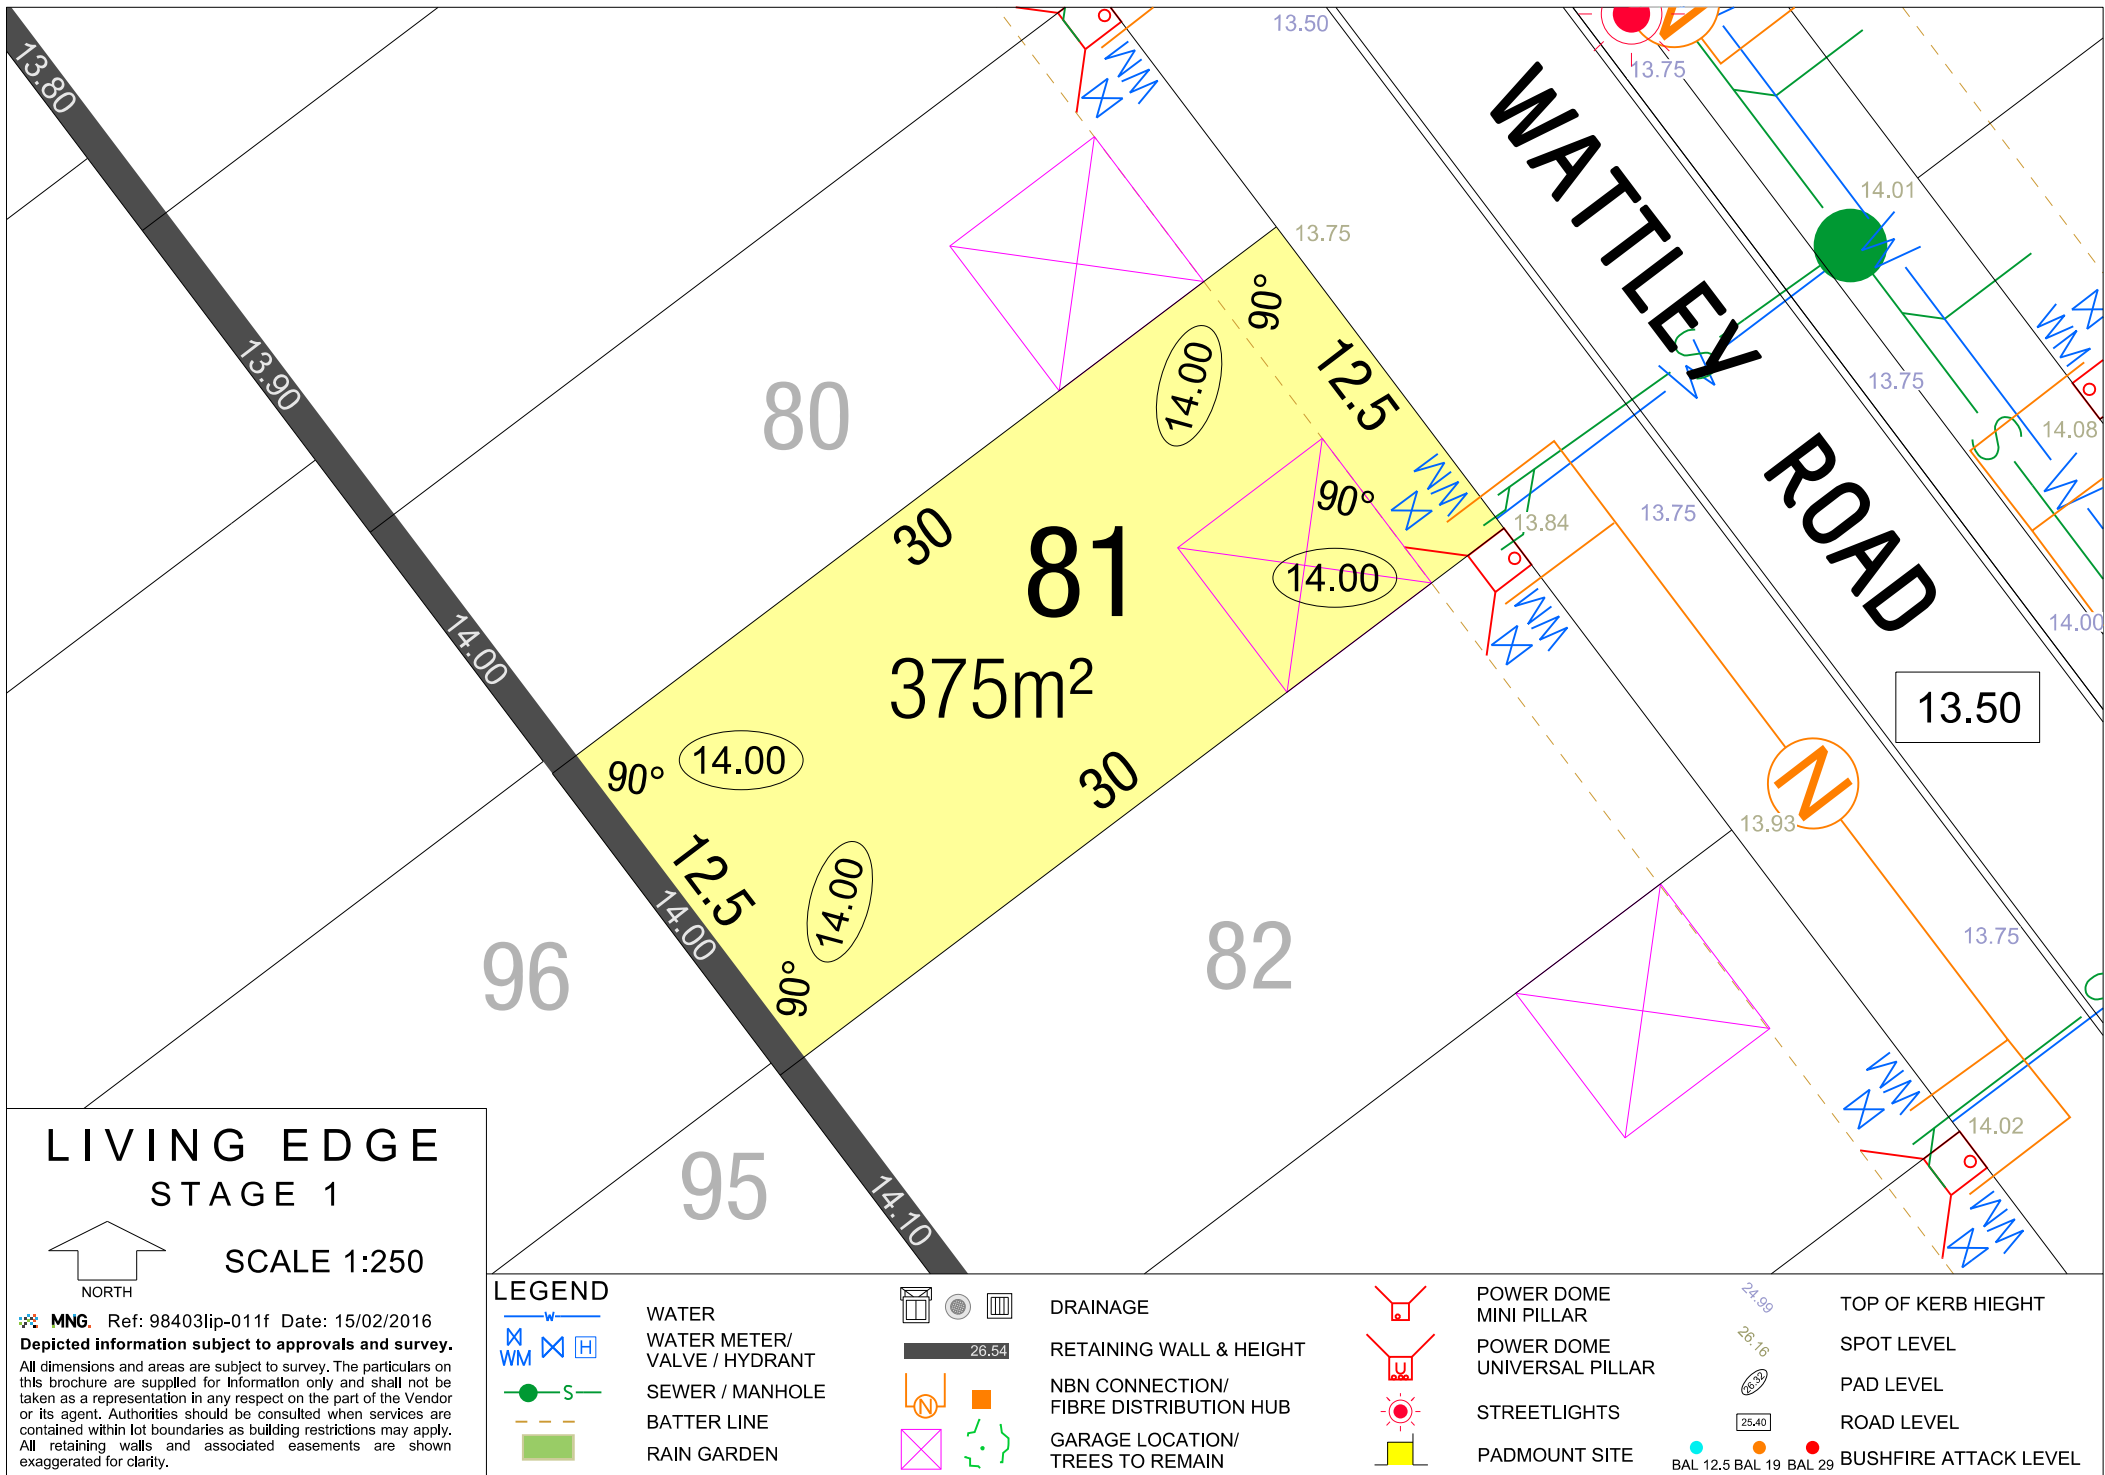 13.80
13.50
13.75
WATTLEY
ROAD
14.01
13.75
WM
WM
13.90
80
90°
14.00
12.5
13.75
14.08
W
W
W
S
S
30
81
90°
14.00
WM
13.84
13.75
14.00
375m²
14.00
WM
13.50
90°
14.00
30
N
13.93
12.5
14.00
14.00
90°
96
82
13.75
WM
14.02
WM
95
14.10
LIVING EDGE
STAGE 1
NORTH
SCALE 1:250
MNG. Ref: 98403lip-011f Date: 15/02/2016
Depicted information subject to approvals and survey.
All dimensions and areas are subject to survey. The particulars on
this brochure are supplied for information only and shall not be
taken as a representation in any respect on the part of the Vendor
or its agent. Authorities should be consulted when services are
contained within lot boundaries as building restrictions may apply.
All retaining walls and associated easements are shown
exaggerated for clarity.
LEGEND
W
WATER
WM
H
WATER METER/
VALVE / HYDRANT
S
SEWER / MANHOLE
BATTER LINE
RAIN GARDEN
DRAINAGE
26.54
RETAINING WALL & HEIGHT
N
NBN CONNECTION/
FIBRE DISTRIBUTION HUB
GARAGE LOCATION/
TREES TO REMAIN
POWER DOME
MINI PILLAR
U
POWER DOME
UNIVERSAL PILLAR
STREETLIGHTS
PADMOUNT SITE
24.99
TOP OF KERB HIEGHT
26.16
SPOT LEVEL
26.32
PAD LEVEL
25.40
ROAD LEVEL
BAL 12.5 BAL 19 BAL 29
BUSHFIRE ATTACK LEVEL